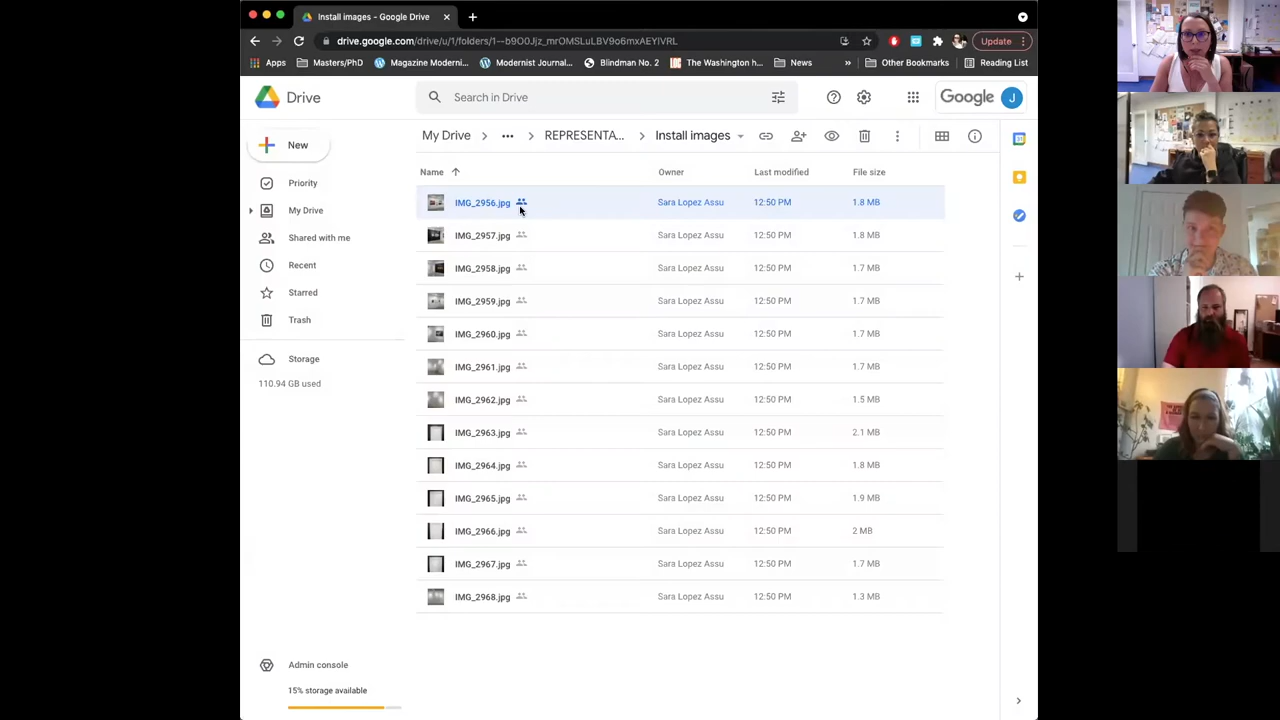 Install images - Google Drive
drive.google.com/drive/u/1/folders/1--b9O0Jjz_mrOMSLuLBV9o6mxAEYIVRL
Update
Apps Masters/PhD Magazine Modern... Modernist Journal... Blindman No. 2 The Washington h... News » Other Bookmarks Reading List
Drive
Search in Drive
Google J
My Drive ... REPRESENTA... Install images
New
Priority
My Drive
Shared with me
Recent
Starred
Trash
Storage
110.94 GB used
Admin console
15% storage available
Name Owner Last modified File size
IMG_2956.jpg Sara Lopez Assu 12:50 PM 1.8 MB
IMG_2957.jpg Sara Lopez Assu 12:50 PM 1.8 MB
IMG_2958.jpg Sara Lopez Assu 12:50 PM 1.7 MB
IMG_2959.jpg Sara Lopez Assu 12:50 PM 1.7 MB
IMG_2960.jpg Sara Lopez Assu 12:50 PM 1.7 MB
IMG_2961.jpg Sara Lopez Assu 12:50 PM 1.7 MB
IMG_2962.jpg Sara Lopez Assu 12:50 PM 1.5 MB
IMG_2963.jpg Sara Lopez Assu 12:50 PM 2.1 MB
IMG_2964.jpg Sara Lopez Assu 12:50 PM 1.8 MB
IMG_2965.jpg Sara Lopez Assu 12:50 PM 1.9 MB
IMG_2966.jpg Sara Lopez Assu 12:50 PM 2 MB
IMG_2967.jpg Sara Lopez Assu 12:50 PM 1.7 MB
IMG_2968.jpg Sara Lopez Assu 12:50 PM 1.3 MB